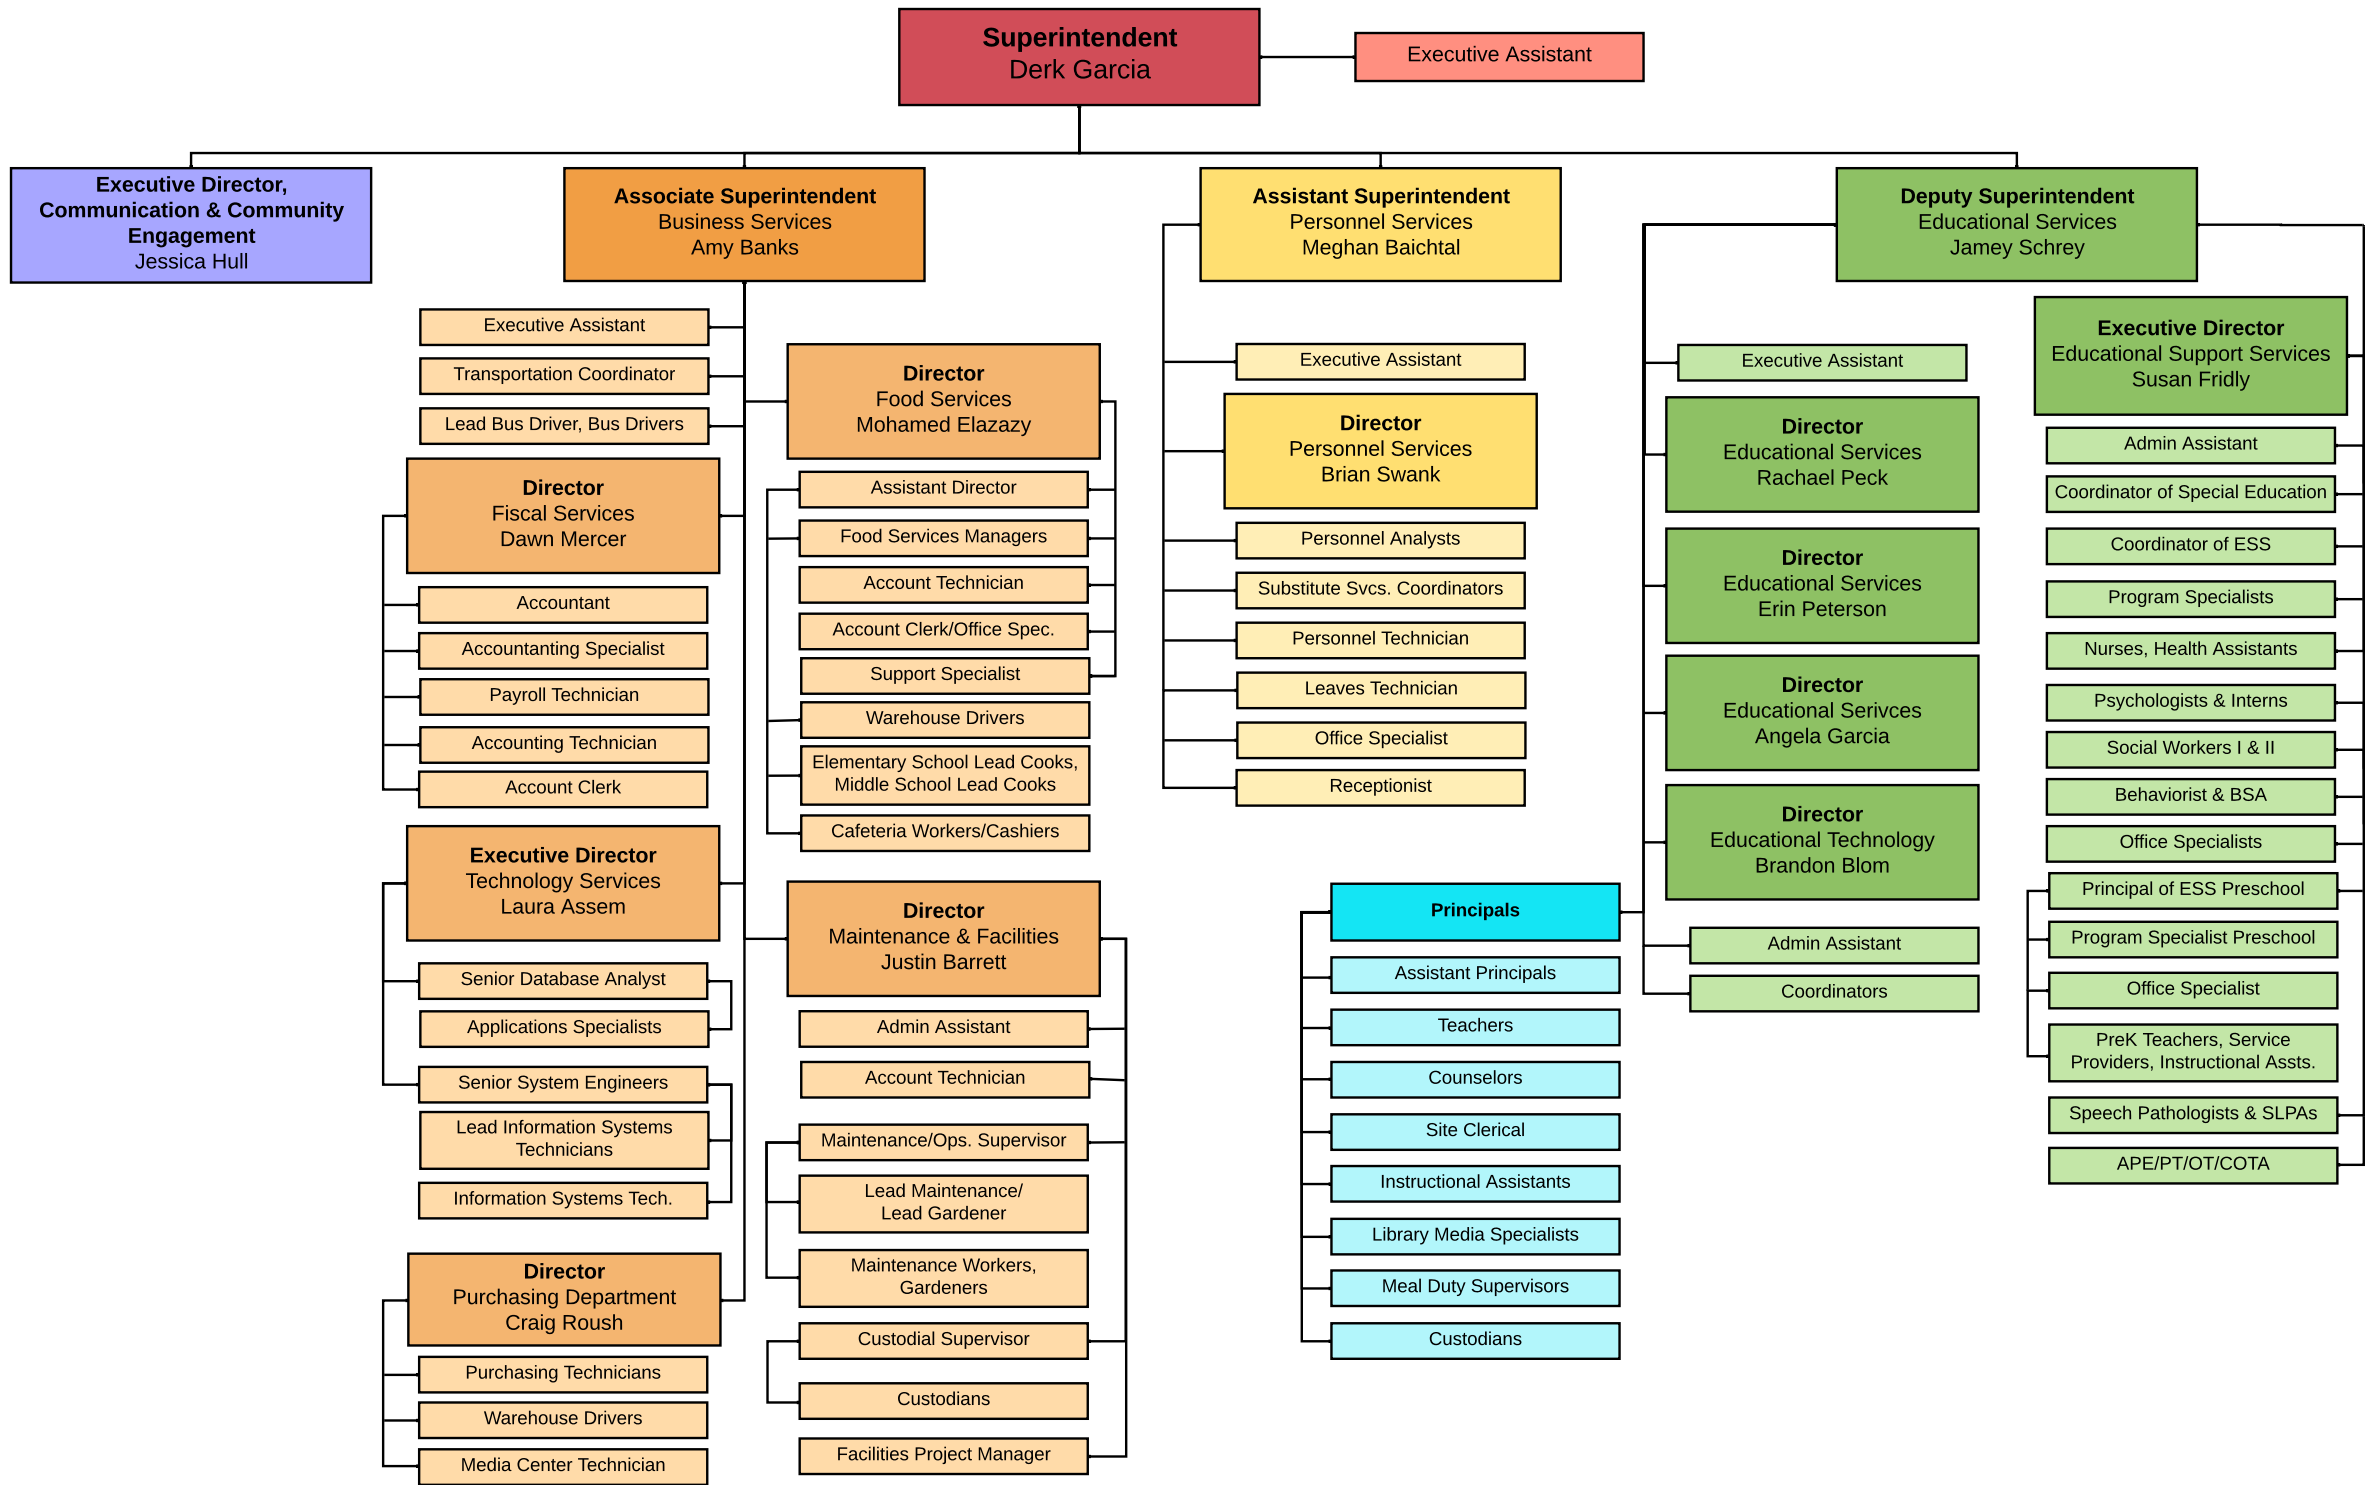 Superintendent
Derk Garcia
Executive Assistant
Executive Director,
Communication & Community
Engagement
Jessica Hull
Associate Superintendent
Business Services
Amy Banks
Assistant Superintendent
Personnel Services
Meghan Baichtal
Deputy Superintendent
Educational Services
Jamey Schrey
Executive Assistant
Transportation Coordinator
Lead Bus Driver, Bus Drivers
Director
Fiscal Services
Dawn Mercer
Accountant
Accountanting Specialist
Payroll Technician
Accounting Technician
Account Clerk
Executive Director
Technology Services
Laura Assem
Senior Database Analyst
Applications Specialists
Senior System Engineers
Lead Information Systems
Technicians
Information Systems Tech.
Director
Purchasing Department
Craig Roush
Purchasing Technicians
Warehouse Drivers
Media Center Technician
Director
Food Services
Mohamed Elazazy
Assistant Director
Food Services Managers
Account Technician
Account Clerk/Office Spec.
Support Specialist
Warehouse Drivers
Elementary School Lead Cooks,
Middle School Lead Cooks
Cafeteria Workers/Cashiers
Director
Maintenance & Facilities
Justin Barrett
Admin Assistant
Account Technician
Maintenance/Ops. Supervisor
Lead Maintenance/
Lead Gardener
Maintenance Workers,
Gardeners
Custodial Supervisor
Custodians
Facilities Project Manager
Executive Assistant
Director
Personnel Services
Brian Swank
Personnel Analysts
Substitute Svcs. Coordinators
Personnel Technician
Leaves Technician
Office Specialist
Receptionist
Principals
Assistant Principals
Teachers
Counselors
Site Clerical
Instructional Assistants
Library Media Specialists
Meal Duty Supervisors
Custodians
Executive Assistant
Director
Educational Services
Rachael Peck
Director
Educational Services
Erin Peterson
Director
Educational Serivces
Angela Garcia
Director
Educational Technology
Brandon Blom
Admin Assistant
Coordinators
Executive Director
Educational Support Services
Susan Fridly
Admin Assistant
Coordinator of Special Education
Coordinator of ESS
Program Specialists
Nurses, Health Assistants
Psychologists & Interns
Social Workers I & II
Behaviorist & BSA
Office Specialists
Principal of ESS Preschool
Program Specialist Preschool
Office Specialist
PreK Teachers, Service
Providers, Instructional Assts.
Speech Pathologists & SLPAs
APE/PT/OT/COTA